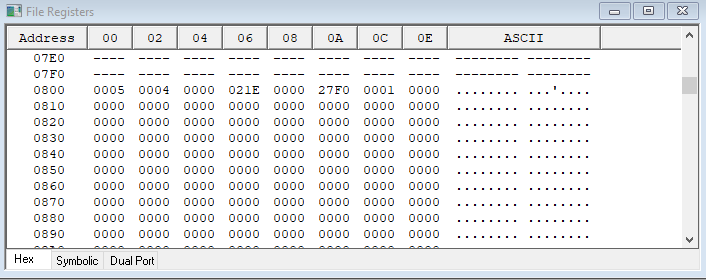 File Registers
Address 00 02 04 06 08 0A 0C 0E ASCII
07E0 ---- ---- ---- ---- ---- ---- ---- ---- -------- --------
07F0 ---- ---- ---- ---- ---- ---- ---- ---- -------- --------
0800 0005 0004 0000 021E 0000 27F0 0001 0000 ........ ...'....
0810 0000 0000 0000 0000 0000 0000 0000 0000 ........ ........
0820 0000 0000 0000 0000 0000 0000 0000 0000 ........ ........
0830 0000 0000 0000 0000 0000 0000 0000 0000 ........ ........
0840 0000 0000 0000 0000 0000 0000 0000 0000 ........ ........
0850 0000 0000 0000 0000 0000 0000 0000 0000 ........ ........
0860 0000 0000 0000 0000 0000 0000 0000 0000 ........ ........
0870 0000 0000 0000 0000 0000 0000 0000 0000 ........ ........
0880 0000 0000 0000 0000 0000 0000 0000 0000 ........ ........
0890 0000 0000 0000 0000 0000 0000 0000 0000 ........ ........
Hex Symbolic Dual Port